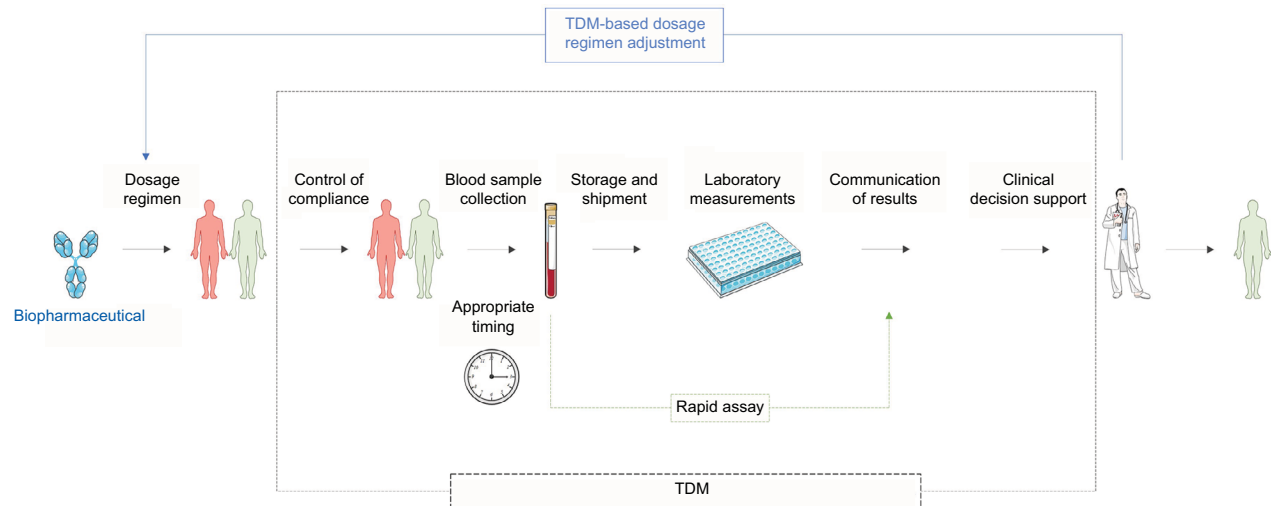 TDM-based dosage
regimen adjustment
Dosage
regimen
Control of
compliance
Blood sample
collection
Storage and
shipment
Laboratory
measurements
Communication
of results
Clinical
decision support
Biopharmaceutical
Appropriate
timing
Rapid assay
TDM